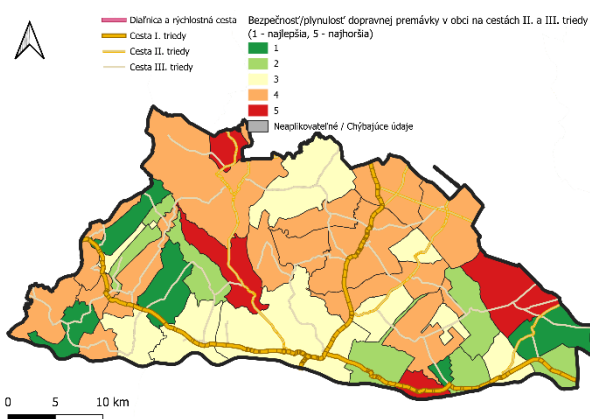 Diaľnica a rýchlostná cesta
Cesta I. triedy
Cesta II. triedy
Cesta III. triedy
Bezpečnosť/plynulosť dopravnej premávky v obci na cestách II. a III. triedy
(1 - najlepšia, 5 - najhoršia)
1
2
3
4
5
Neaplikovateľné / Chýbajúce údaje
0 5 10 km